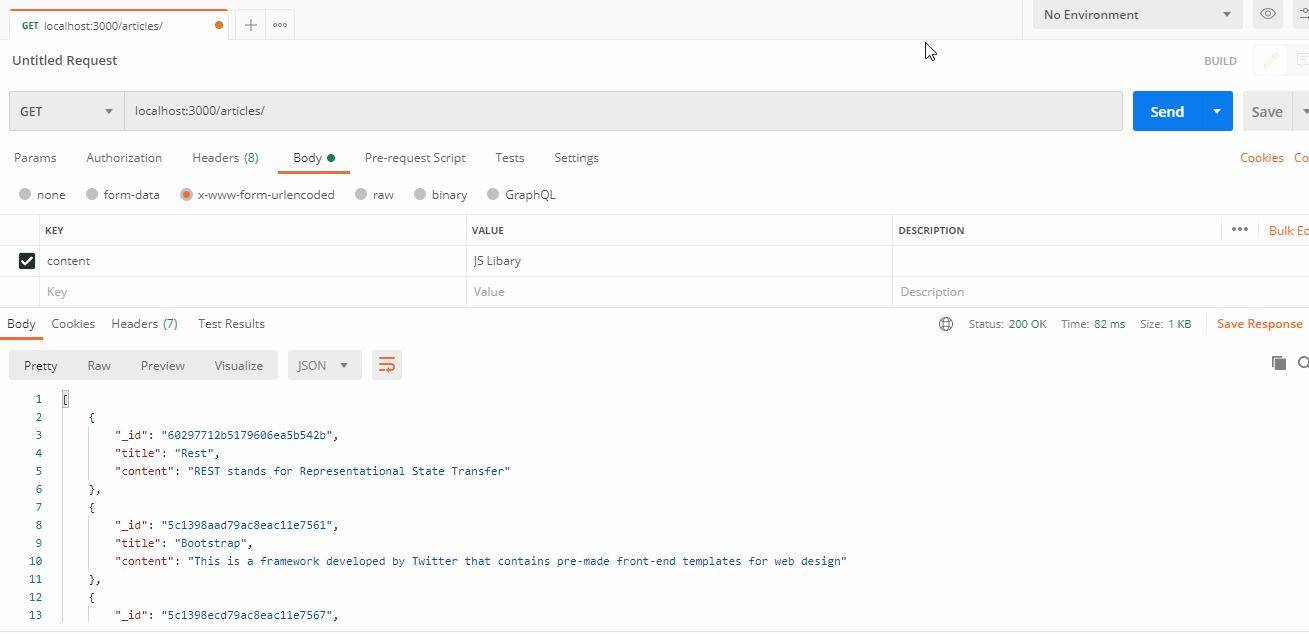 GET localhost:3000/articles/
No Environment
Untitled Request
BUILD
GET localhost:3000/articles/ Send Save
Params Authorization Headers (8) Body Pre-request Script Tests Settings Cookies Co
none form-data x-www-form-urlencoded raw binary GraphQL
KEY VALUE DESCRIPTION Bulk Ed
content JS Libary
Key Value Description
Body Cookies Headers (7) Test Results Status: 200 OK Time: 82 ms Size: 1 KB Save Response
Pretty Raw Preview Visualize JSON
1 [
2 {
3 "_id": "60297712b5179606ea5b542b",
4 "title": "Rest",
5 "content": "REST stands for Representational State Transfer"
6 },
7 {
8 "_id": "5c1398aad79ac8eac11e7561",
9 "title": "Bootstrap",
10 "content": "This is a framework developed by Twitter that contains pre-made front-end templates for web design"
11 },
12 {
13 "_id": "5c1398ecd79ac8eac11e7567",